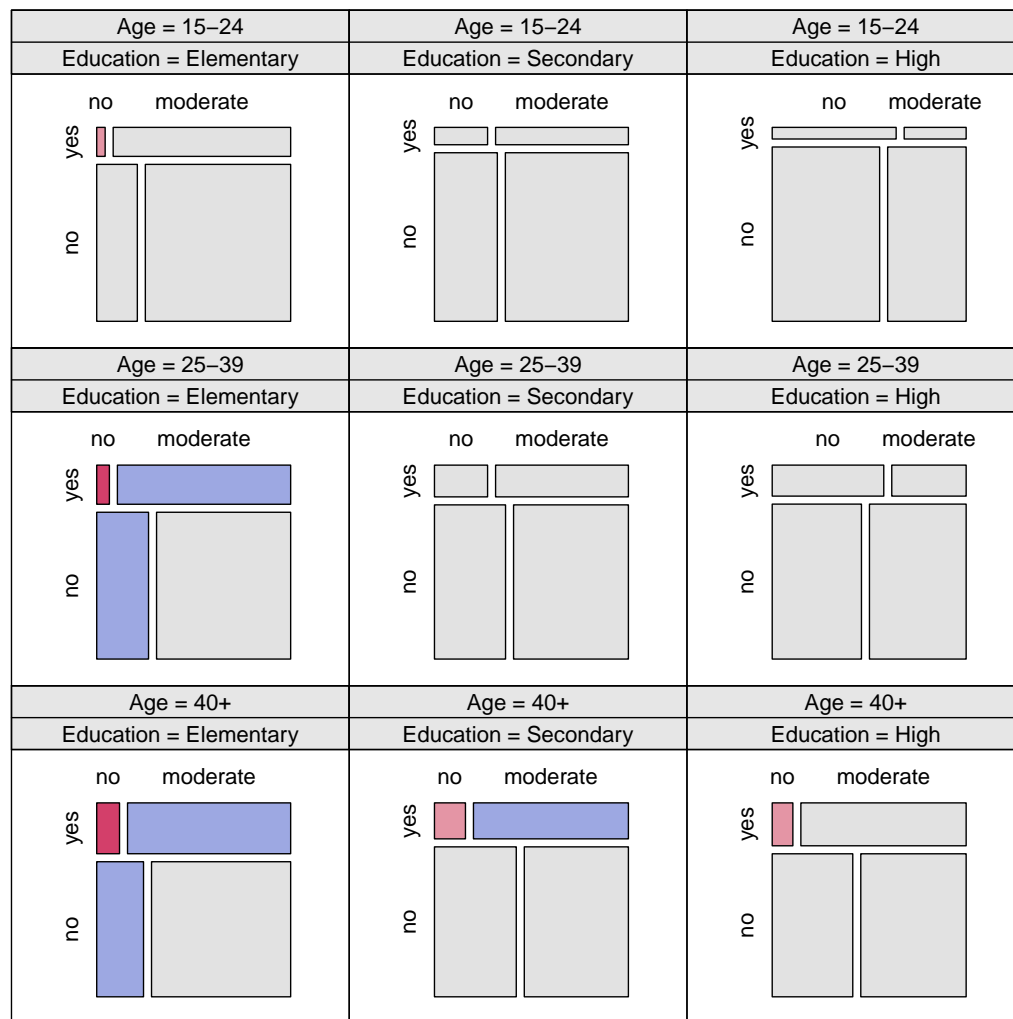 Age = 15−24 Age = 15−24 Age = 15−24
Education = Elementary Education = Secondary Education = High
no moderate no moderate no moderate
yes yes yes
no no no
Age = 25−39 Age = 25−39 Age = 25−39
Education = Elementary Education = Secondary Education = High
no moderate no moderate no moderate
yes yes yes
no no no
Age = 40+ Age = 40+ Age = 40+
Education = Elementary Education = Secondary Education = High
no moderate no moderate no moderate
yes yes yes
no no no